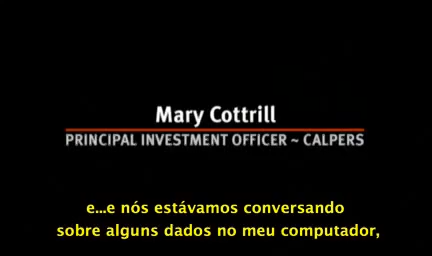 Mary Cottrill
PRINCIPAL INVESTMENT OFFICER ~ CALPERS
e...e nós estávamos conversando
sobre alguns dados no meu computador,